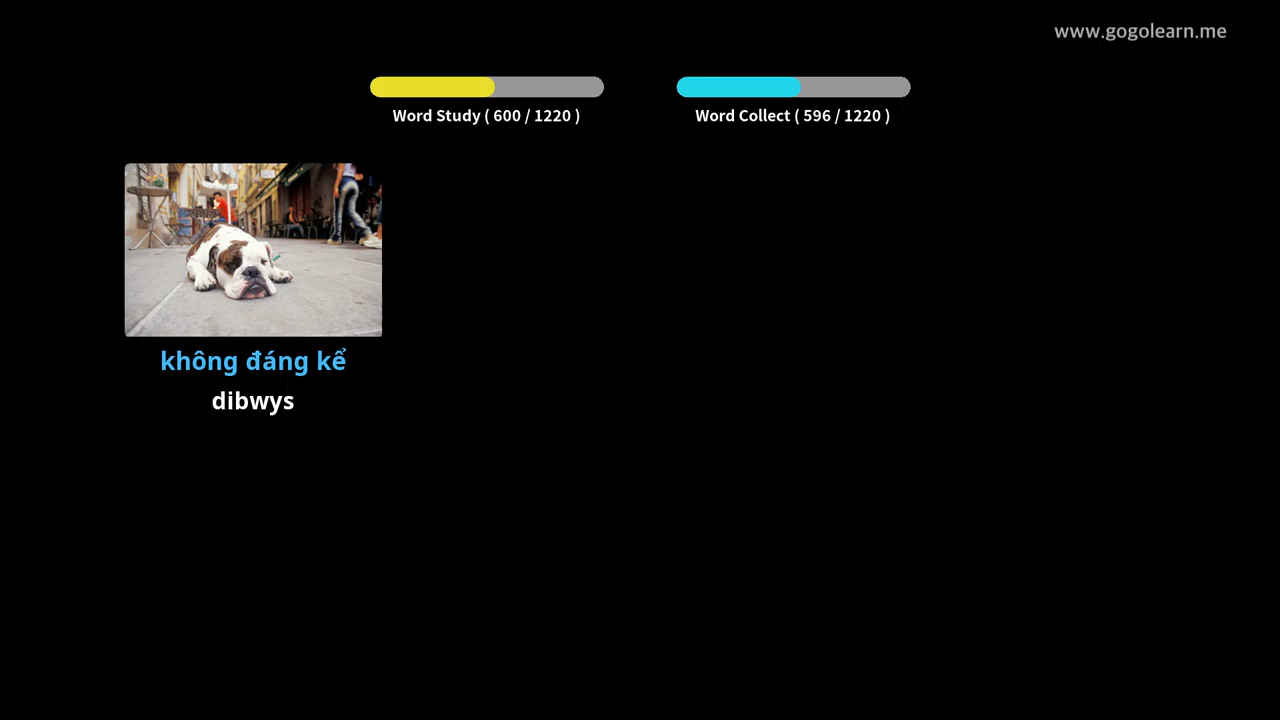 www.gogolearn.me
Word Study ( 600 / 1220 )
Word Collect ( 596 / 1220 )
không đáng kể
dibwys